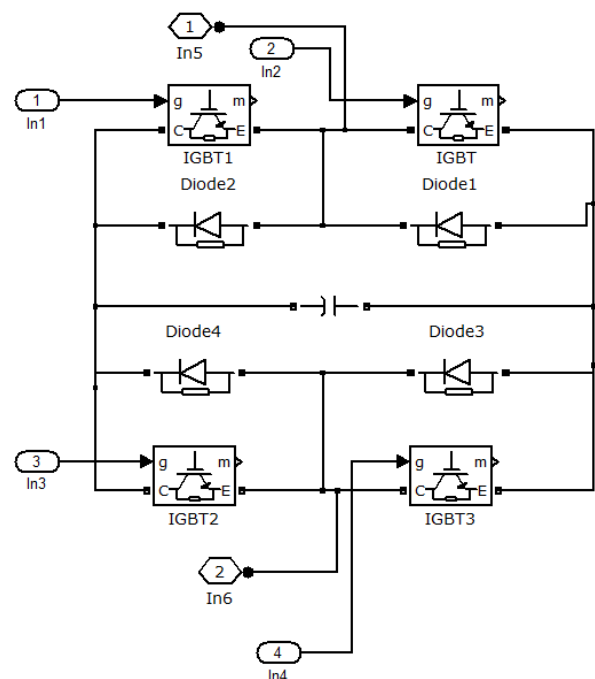 1
In5
2
In2
1
In1
g m
C E
IGBT1
g m
C E
IGBT
Diode2
Diode1
Diode4
Diode3
3
In3
g m
C E
IGBT2
g m
C E
IGBT3
2
In6
4
In4